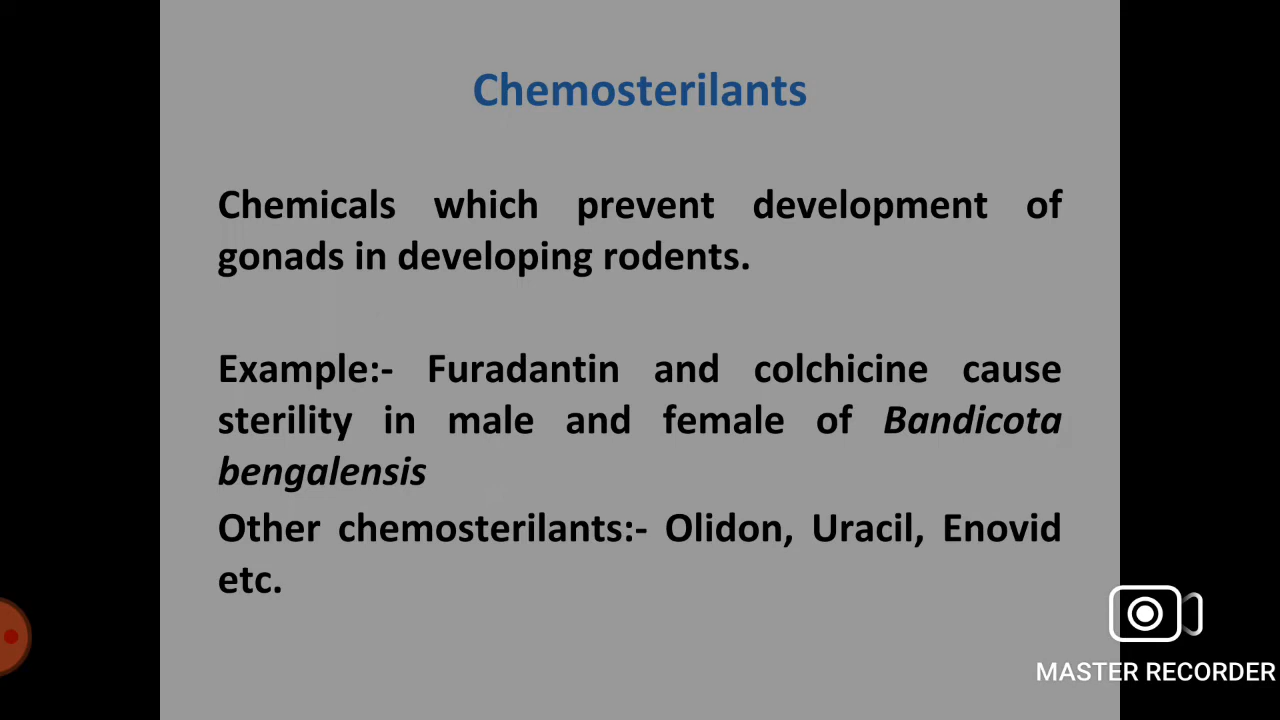 Chemosterilants
Chemicals which prevent development of
gonads in developing rodents.
Example:- Furadantin and colchicine cause
sterility in male and female of Bandicota
bengalensis
Other chemosterilants:- Olidon, Uracil, Enovid
etc.
MASTER RECORDER